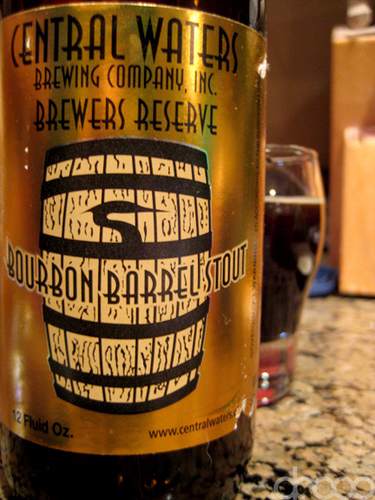 CENTRAL WATERS
BREWING COMPANY, INC.
BREWERS RESERVE
BOURBON BARREL STOUT
12 Fluid Oz.
www.centralwaters.c